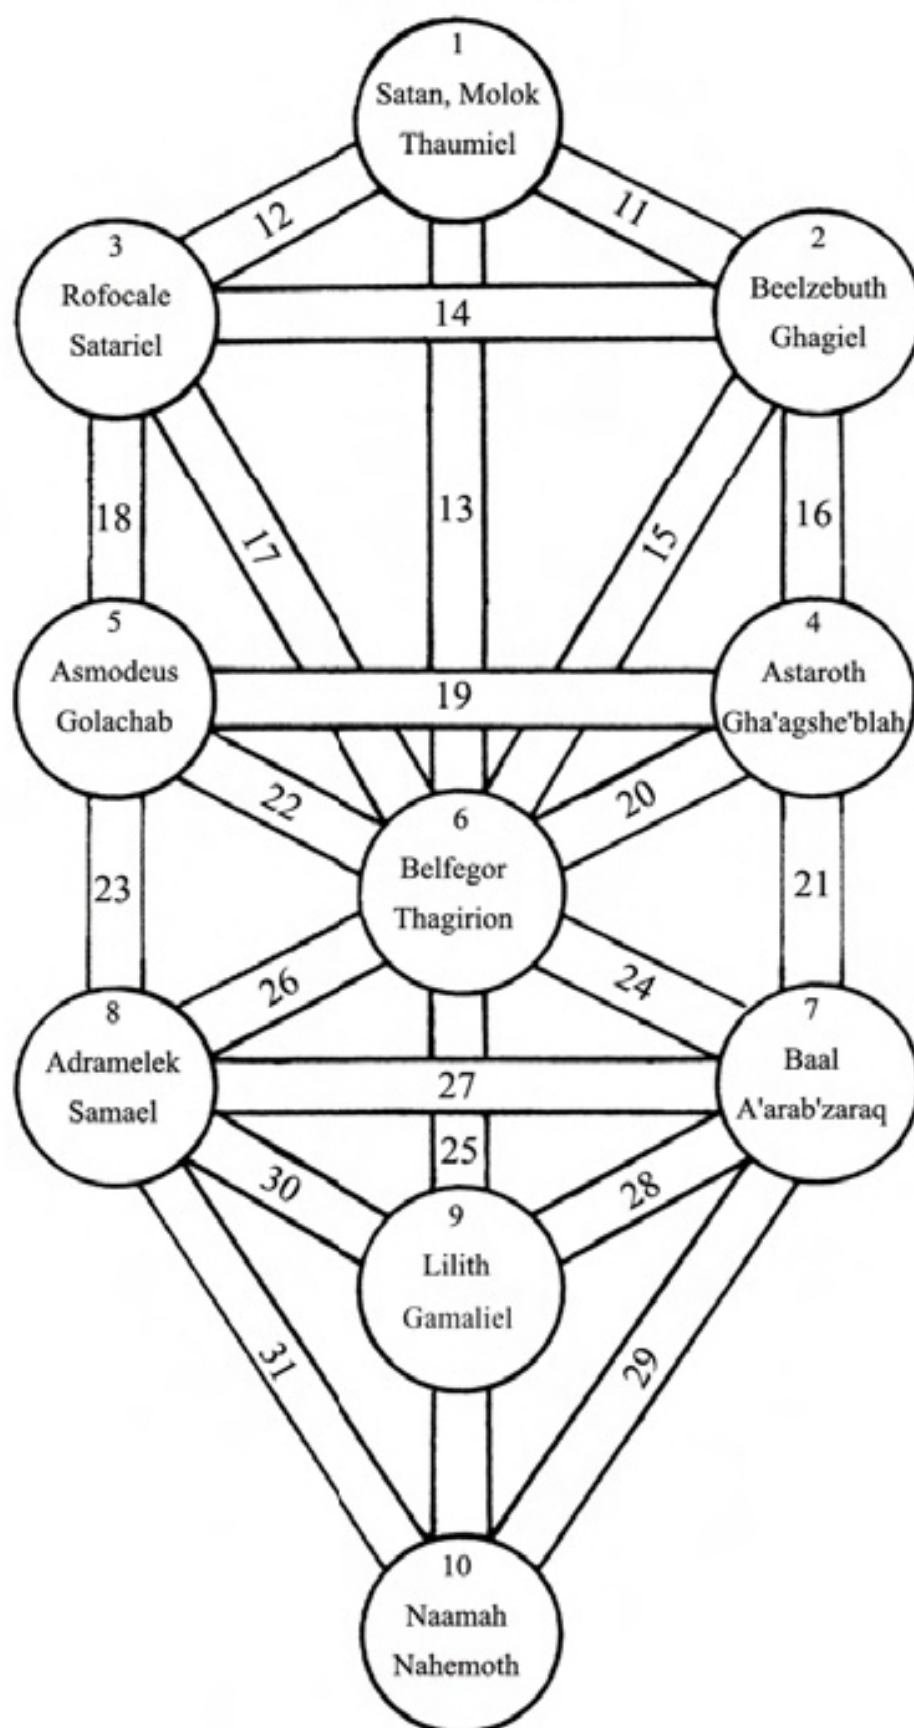 1
Satan, Molok
Thaumiel
12
11
3
Rofocale
Satariel
2
Beelzebuth
Ghagiel
14
18
17
13
15
16
5
Asmodeus
Golachab
4
Astaroth
Gha'agshe'blah
19
22
20
6
Belfegor
Thagirion
23
21
26
24
8
Adramelek
Samael
7
Baal
A'arab'zaraq
27
25
30
28
9
Lilith
Gamaliel
31
29
10
Naamah
Nahemoth